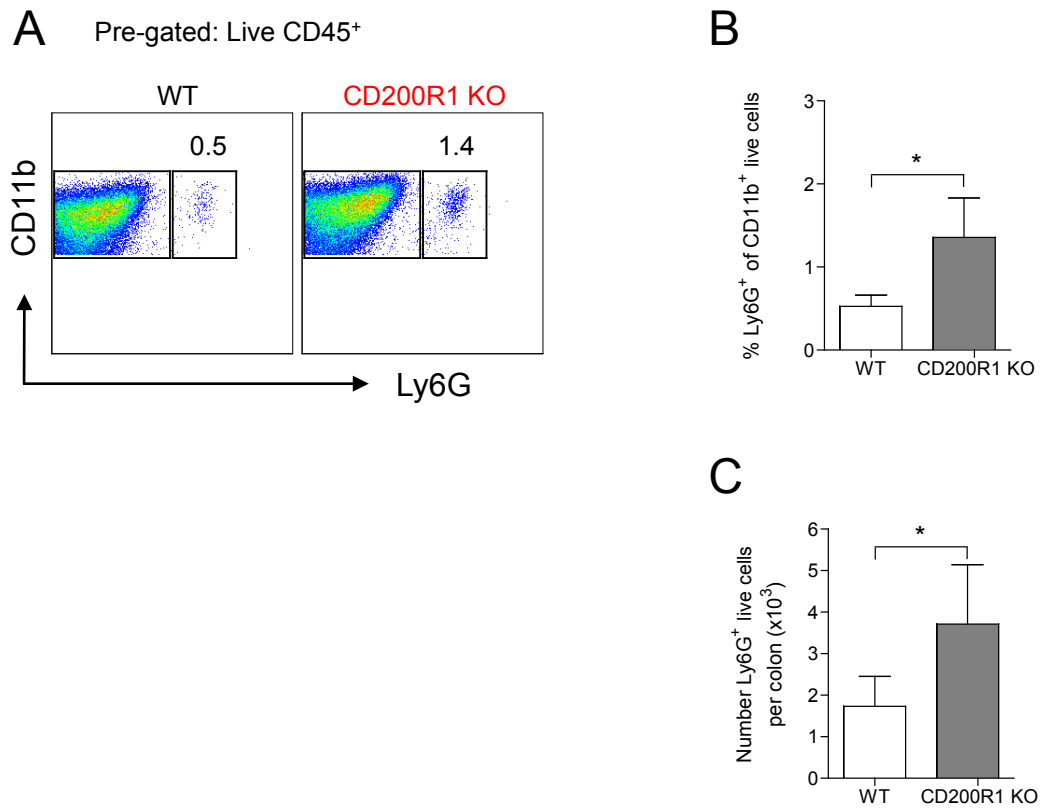 A
Pre-gated: Live CD45⁺
WT
CD200R1 KO
0.5
1.4
CD11b
Ly6G
B
% Ly6G⁺ of CD11b⁺ live cells
3
2
1
0
*
WT
CD200R1 KO
C
Number Ly6G⁺ live cells
per colon (x10³)
6
5
4
3
2
1
0
*
WT
CD200R1 KO